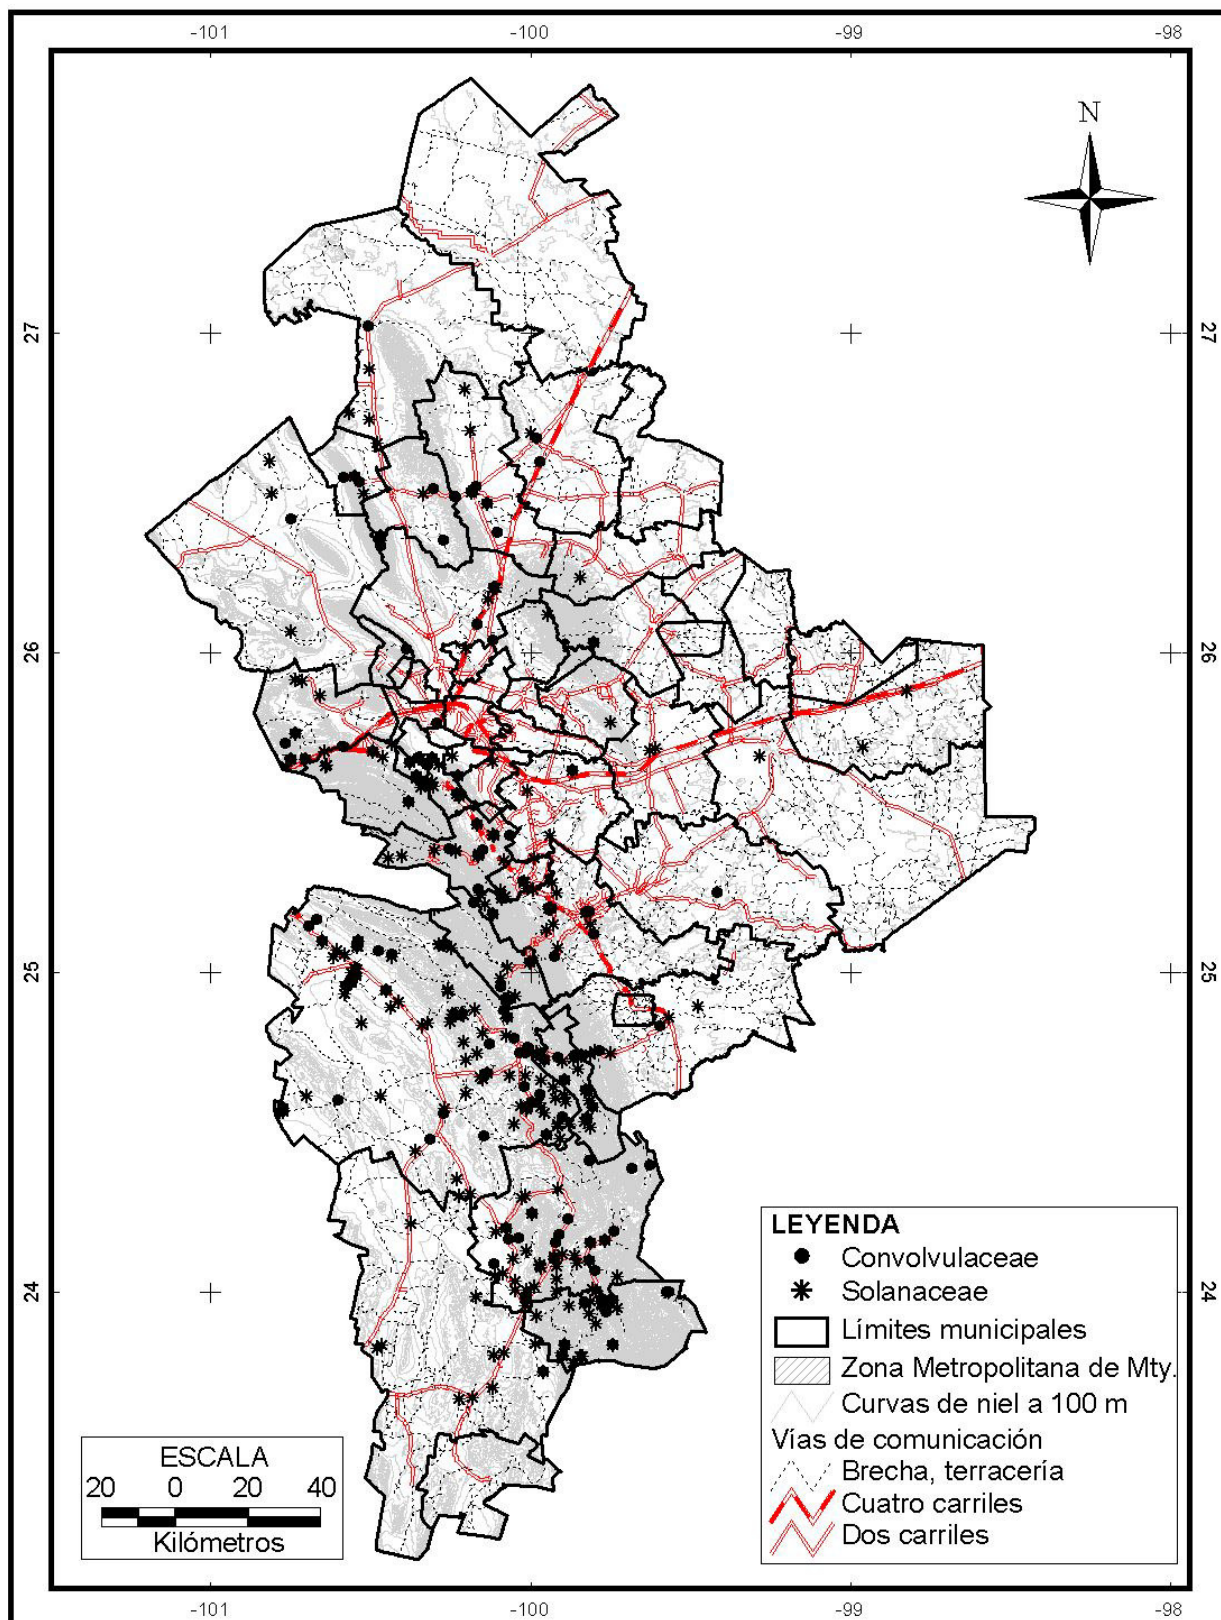 -101 -100 -99 -98
N
27 27
26 26
25 25
24 24
LEYENDA
Convolvulaceae
Solanaceae
Límites municipales
Zona Metropolitana de Mty.
Curvas de niel a 100 m
Vías de comunicación
Brecha, terracería
Cuatro carriles
Dos carriles
ESCALA
20 0 20 40
Kilómetros
-101 -100 -99 -98